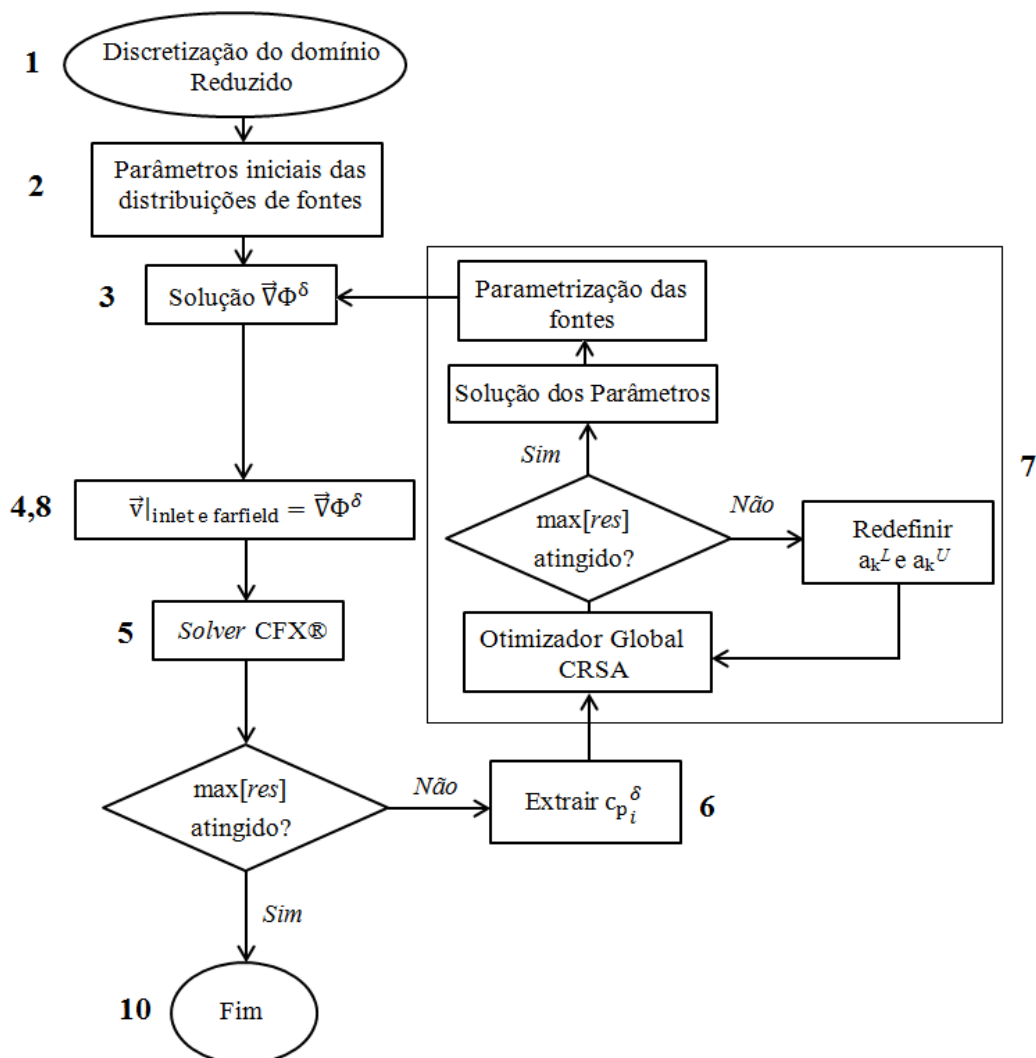 1
Discretização do domínio
Reduzido
2
Parâmetros iniciais das
distribuições de fontes
3
Solução ∇⃗Φ^δ
Parametrização das
fontes
Solução dos Parâmetros
Sim
7
4,8
v⃗|inlet e farfield = ∇⃗Φ^δ
max[res]
atingido?
Não
Redefinir
a_k^L e a_k^U
5
Solver CFX®
Otimizador Global
CRSA
max[res]
atingido?
Não
Extrair c_p_i^δ
6
Sim
10
Fim